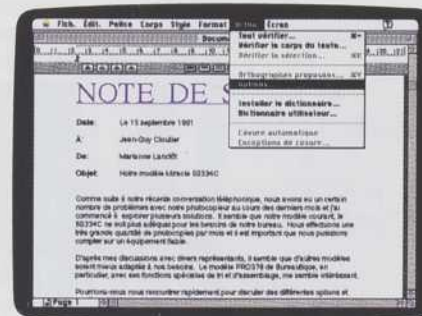 Fich. Édit. Police Corps Style Format Ortho Écran
Docume
Tout vérifier...
Vérifier le corps du texte...
Vérifier la sélection...
Orthographes proposées...
Options
Installer le dictionnaire...
Dictionnaire utilisateur...
Césure automatique
Exceptions de césure...
NOTE DE S
Date: Le 13 septembre 1991
À: Jean-Guy Cloutier
De: Marianne Landolt
Objet: Notre modèle Miracle 60334C
Comme suite à notre récente conversation téléphonique, nous avons eu un certain
nombre de problèmes avec notre photocopieur au cours des derniers mois et j'ai
commencé à explorer plusieurs solutions. Il semble que notre modèle courant, le
60334C ne soit plus adéquat pour les besoins de notre bureau. Nous effectuons une
très grande quantité de photocopies par mois et il est important que nous puissions
compter sur un équipement fiable.
D'après mes discussions avec divers représentants, il semble que d'autres modèles
soient mieux adaptés à nos besoins. Le modèle PRO376 de Bureautique, en
particulier, avec ses fonctions spéciales de tri et d'assemblage, me semble intéressant.
Pourrions-nous nous rencontrer rapidement pour discuter des différentes options et
Page 1